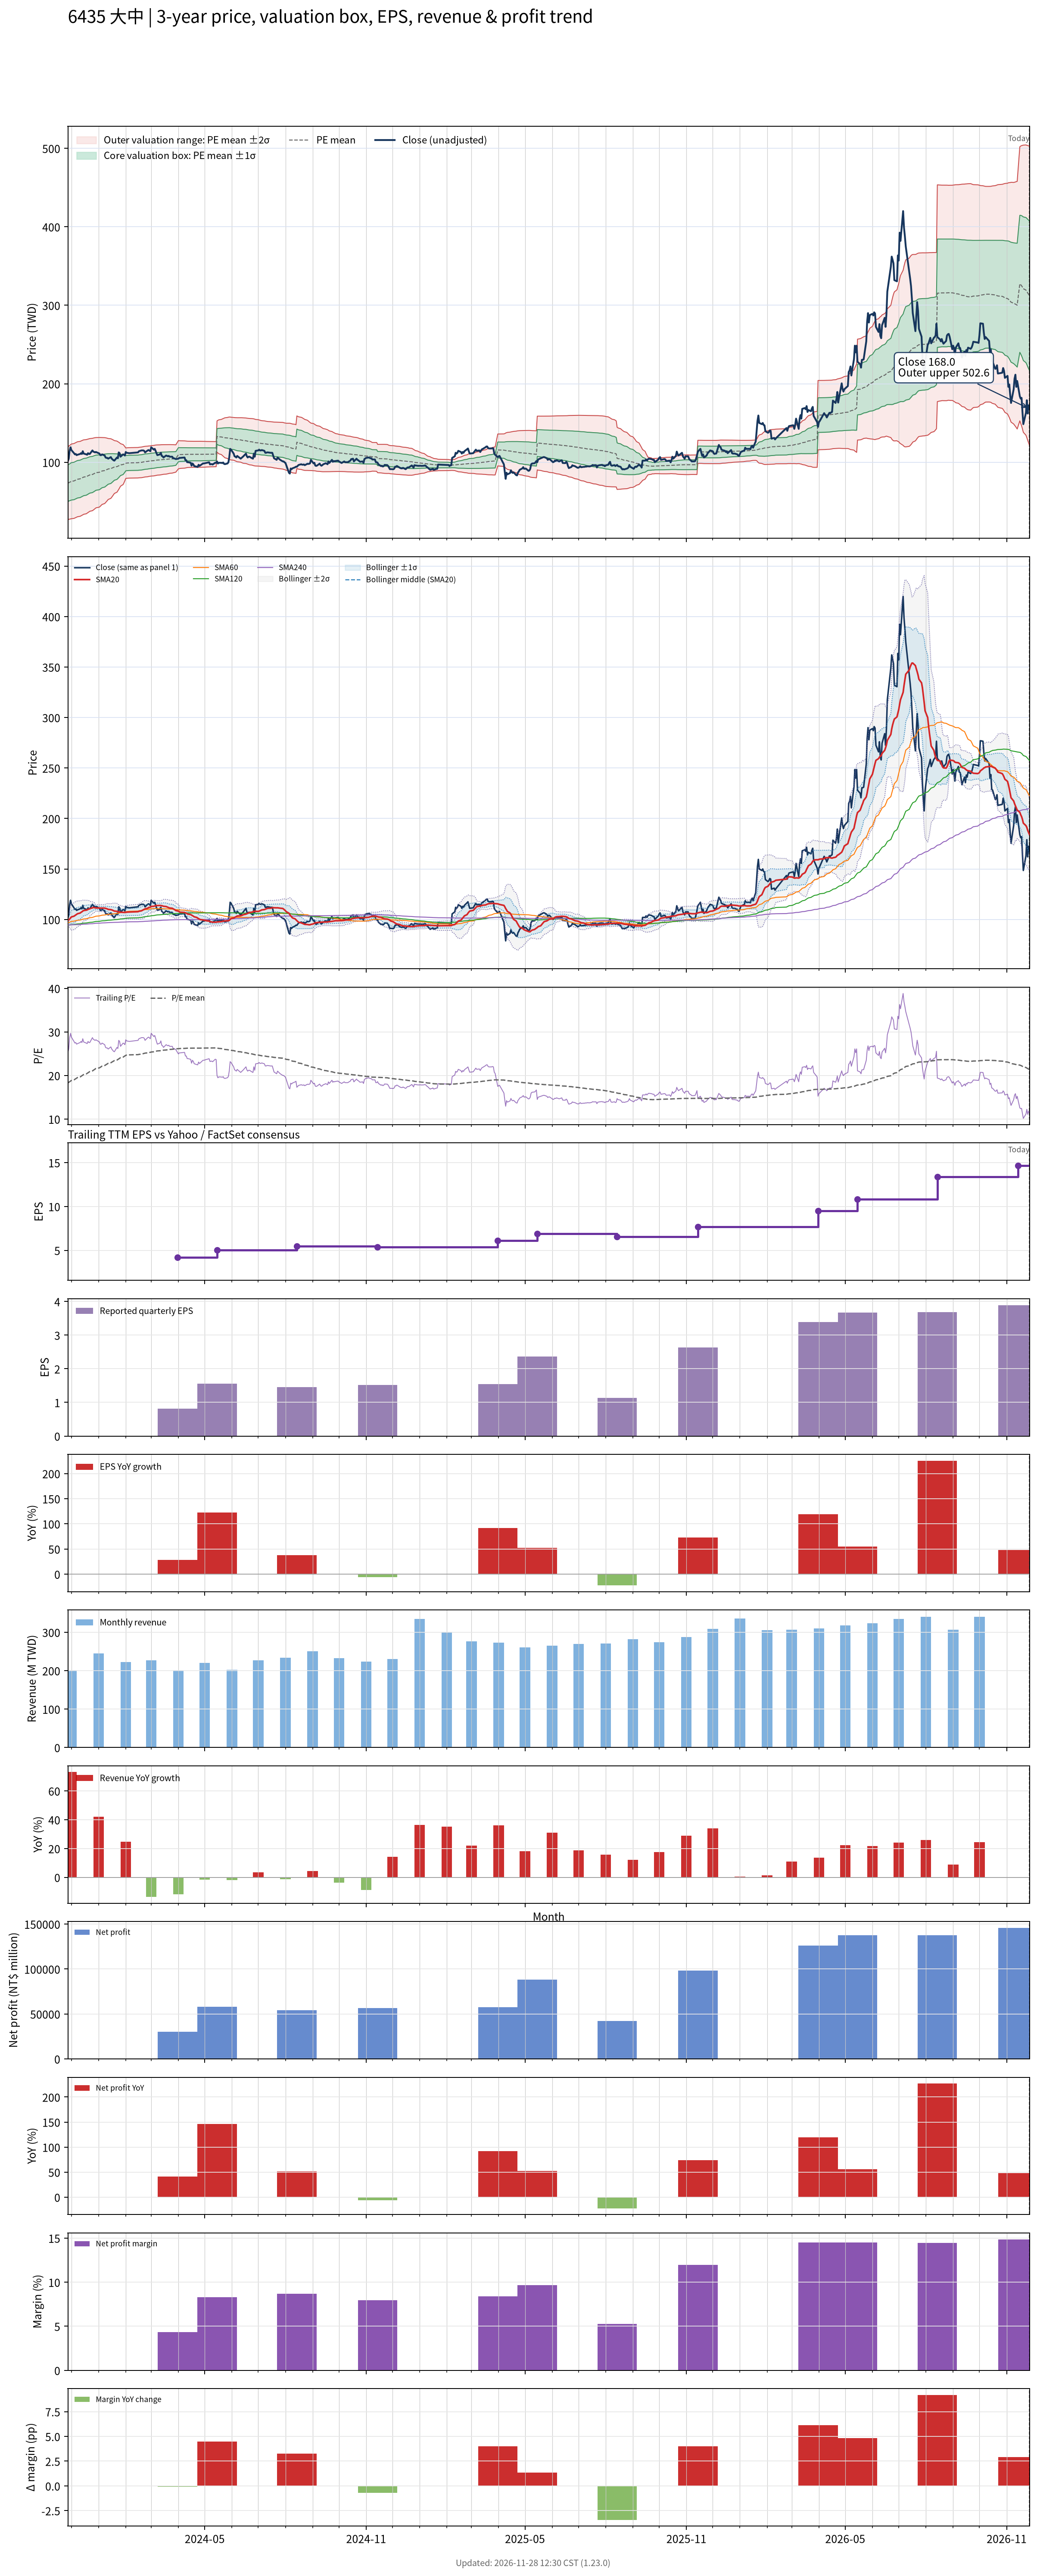 6435 大中 | 3-year price, valuation box, EPS, revenue & profit trend
Outer valuation range: PE mean ±2σ
PE mean
Close (unadjusted)
Core valuation box: PE mean ±1σ
Today
500
400
300
200
100
Price (TWD)
Close 168.0
Outer upper 502.6
Close (same as panel 1)
SMA20
SMA60
SMA120
SMA240
Bollinger ±2σ
Bollinger ±1σ
Bollinger middle (SMA20)
450
400
350
300
250
200
150
100
Price
Trailing P/E
P/E mean
40
30
20
10
P/E
Trailing TTM EPS vs Yahoo / FactSet consensus
Today
15
10
5
EPS
Reported quarterly EPS
4
3
2
1
0
EPS
EPS YoY growth
200
150
100
50
0
YoY (%)
Monthly revenue
300
200
100
0
Revenue (M TWD)
Revenue YoY growth
60
40
20
0
YoY (%)
Month
Net profit
150000
100000
50000
0
Net profit (NT$ million)
Net profit YoY
200
150
100
50
0
YoY (%)
Net profit margin
15
10
5
0
Margin (%)
Margin YoY change
7.5
5.0
2.5
0.0
-2.5
Δ margin (pp)
2024-05
2024-11
2025-05
2025-11
2026-05
2026-11
Updated: 2026-11-28 12:30 CST (1.23.0)